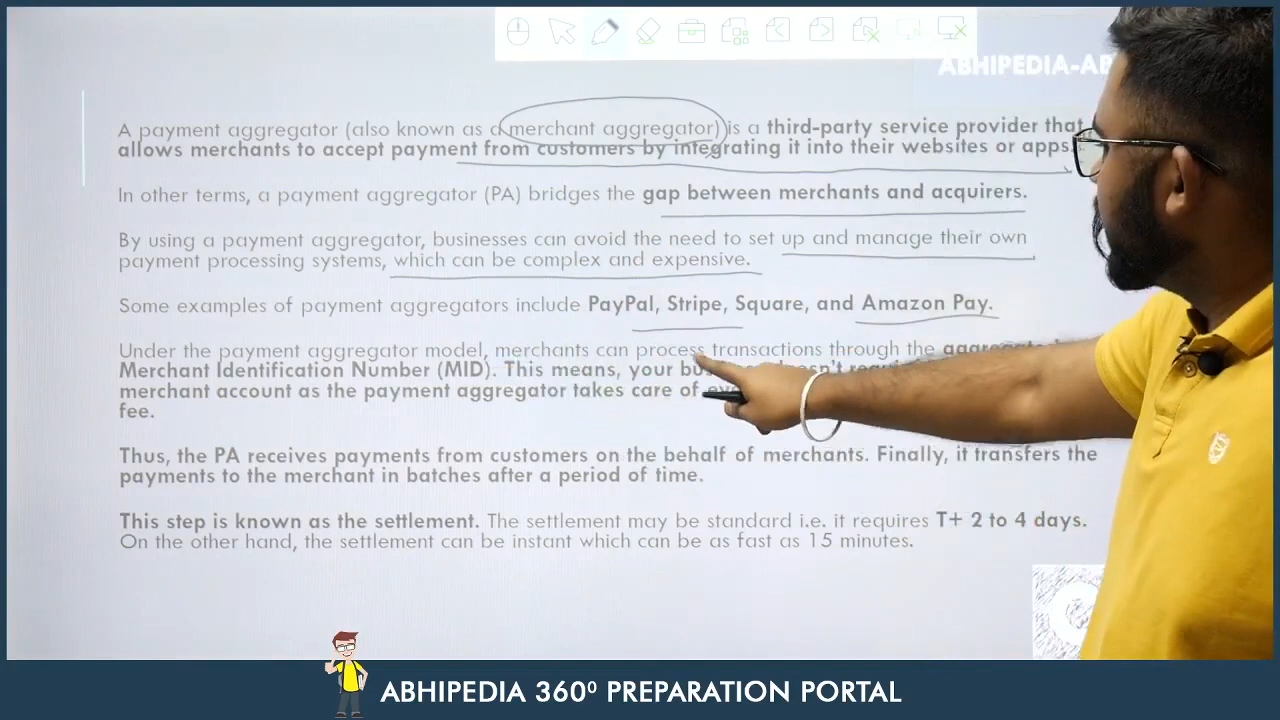 ABHIPEDIA-AB
A payment aggregator (also known as a merchant aggregator) is a third-party service provider that
allows merchants to accept payment from customers by integrating it into their websites or apps.
In other terms, a payment aggregator (PA) bridges the gap between merchants and acquirers.
By using a payment aggregator, businesses can avoid the need to set up and manage their own
payment processing systems, which can be complex and expensive.
Some examples of payment aggregators include PayPal, Stripe, Square, and Amazon Pay.
Under the payment aggregator model, merchants can process transactions through the
Merchant Identification Number (MID). This means, your
merchant account as the payment aggregator takes care of
fee.
Thus, the PA receives payments from customers on the behalf of merchants. Finally, it transfers the
payments to the merchant in batches after a period of time.
This step is known as the settlement. The settlement may be standard i.e. it requires T+ 2 to 4 days.
On the other hand, the settlement can be instant which can be as fast as 15 minutes.
ABHIPEDIA 360⁰ PREPARATION PORTAL